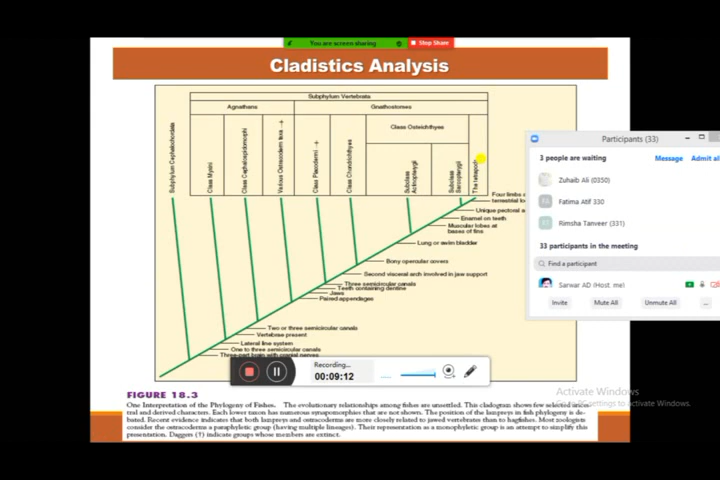 You are screen sharing
Stop Share
Cladistics Analysis
Subphylum Vertebrata
Agnathans
Gnathostomes
Class Osteichthyes
Subphylum Cephalochordata
Class Myxini
Class Cephalaspidomorphi
Class Placodermi
Class Chondrichthyes
Subclass Actinopterygii
Subclass Sarcopterygii
Four limbs
Unique pectoral
Enamel on teeth
Muscular lobes at
bases of fins
Lung or swim bladder
Bony opercular covers
Second visceral arch involved in jaw support
Three semicircular canals
Teeth containing dentine
Jaws
Paired appendages
Two or three semicircular canals
Vertebrae present
Lateral line system
One to three semicircular canals
Three-part brain with cranial nerves
Participants (33)
3 people are waiting
Message
Admit all
Zuhaib Ali (0350)
Fatima Atif 330
Rimsha Tanveer (331)
33 participants in the meeting
Find a participant
Sarwar AD (Host, me)
Invite
Mute All
Unmute All
...
Recording...
00:09:12
Activate Windows
settings to activate Windows.
FIGURE 18.3
One Interpretation of the Phylogeny of Fishes. The evolutionary relationships among fishes are unsettled. This cladogram shows few selected
tral and derived characters. Each lower taxon has numerous synapomorphies that are not shown. The position of the lampreys in fish phylogeny is de-
bated. Recent evidence indicates that both lampreys and ostracoderms are more closely related to jawed vertebrates than to hagfishes. Most zoologists
consider the ostracoderms a paraphyletic group (having multiple lineages). Their representation as a monophyletic group is an attempt to simplify this
presentation. Daggers (†) indicate groups whose members are extinct.